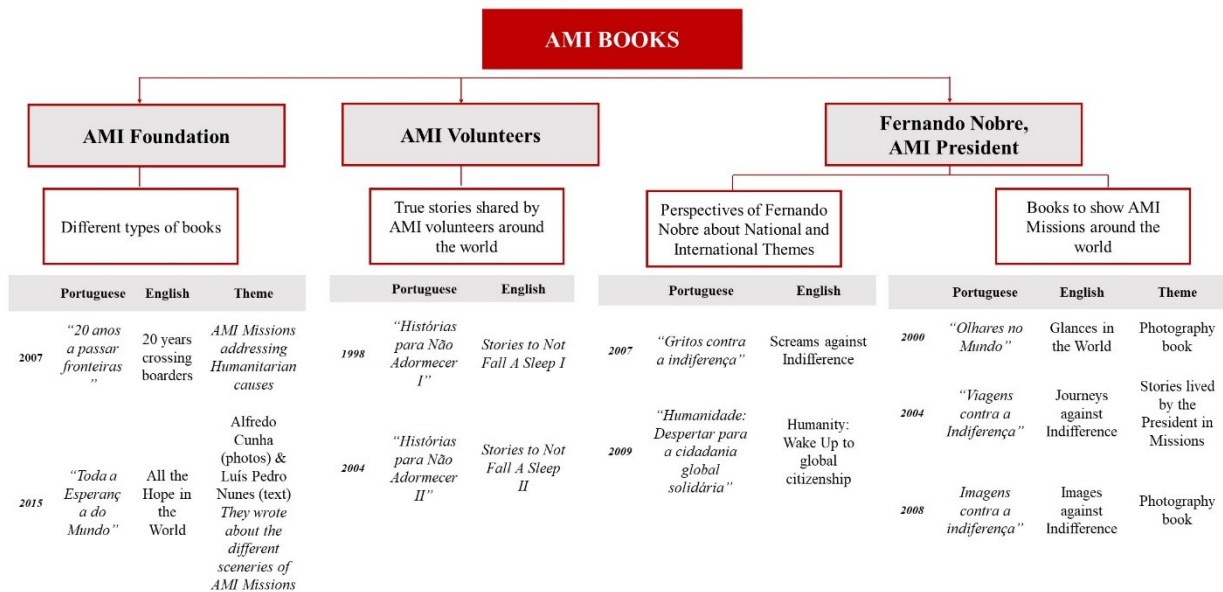 AMI BOOKS
AMI Foundation
AMI Volunteers
Fernando Nobre,
AMI President
Different types of books
True stories shared by
AMI volunteers around
the world
Perspectives of Fernando
Nobre about National and
International Themes
Books to show AMI
Missions around the
world
Portuguese English Theme
2007
“20 anos
a passar
fronteiras
”
20 years
crossing
boarders
AMI Missions
addressing
Humanitarian
causes
2015
“Toda a
Esperanç
a do
Mundo”
All the
Hope in
the
World
Alfredo
Cunha
(photos) &
Luís Pedro
Nunes (text)
They wrote
about the
different
sceneries of
AMI Missions
Portuguese English
1998
“Histórias
para Não
Adormecer
I”
Stories to Not
Fall A Sleep I
2004
“Histórias
para Não
Adormecer
II”
Stories to Not
Fall A Sleep
II
Portuguese English
2007
“Gritos contra
a indiferença”
Screams against
Indifference
2009
“Humanidade:
Despertar para
a cidadania
global
solidária”
Humanity:
Wake Up to
global
citizenship
Portuguese English Theme
2000
“Olhares no
Mundo”
Glances in
the World
Photography
book
2004
“Viagens
contra a
Indiferença”
Journeys
against
Indifference
Stories lived
by the
President in
Missions
2008
Imagens
contra a
indiferença”
Images
against
Indifference
Photography
book